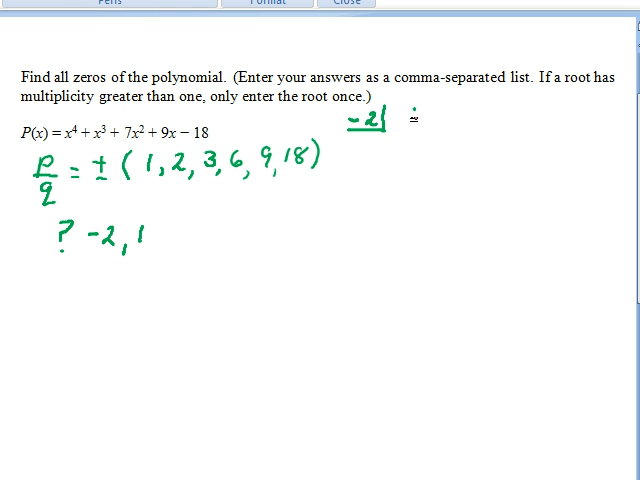 Pens Format Close
Find all zeros of the polynomial. (Enter your answers as a comma-separated list. If a root has
multiplicity greater than one, only enter the root once.)
P(x) = x⁴ + x³ + 7x² + 9x − 18
-2|
p/q = ± (1, 2, 3, 6, 9, 18)
? -2, 1